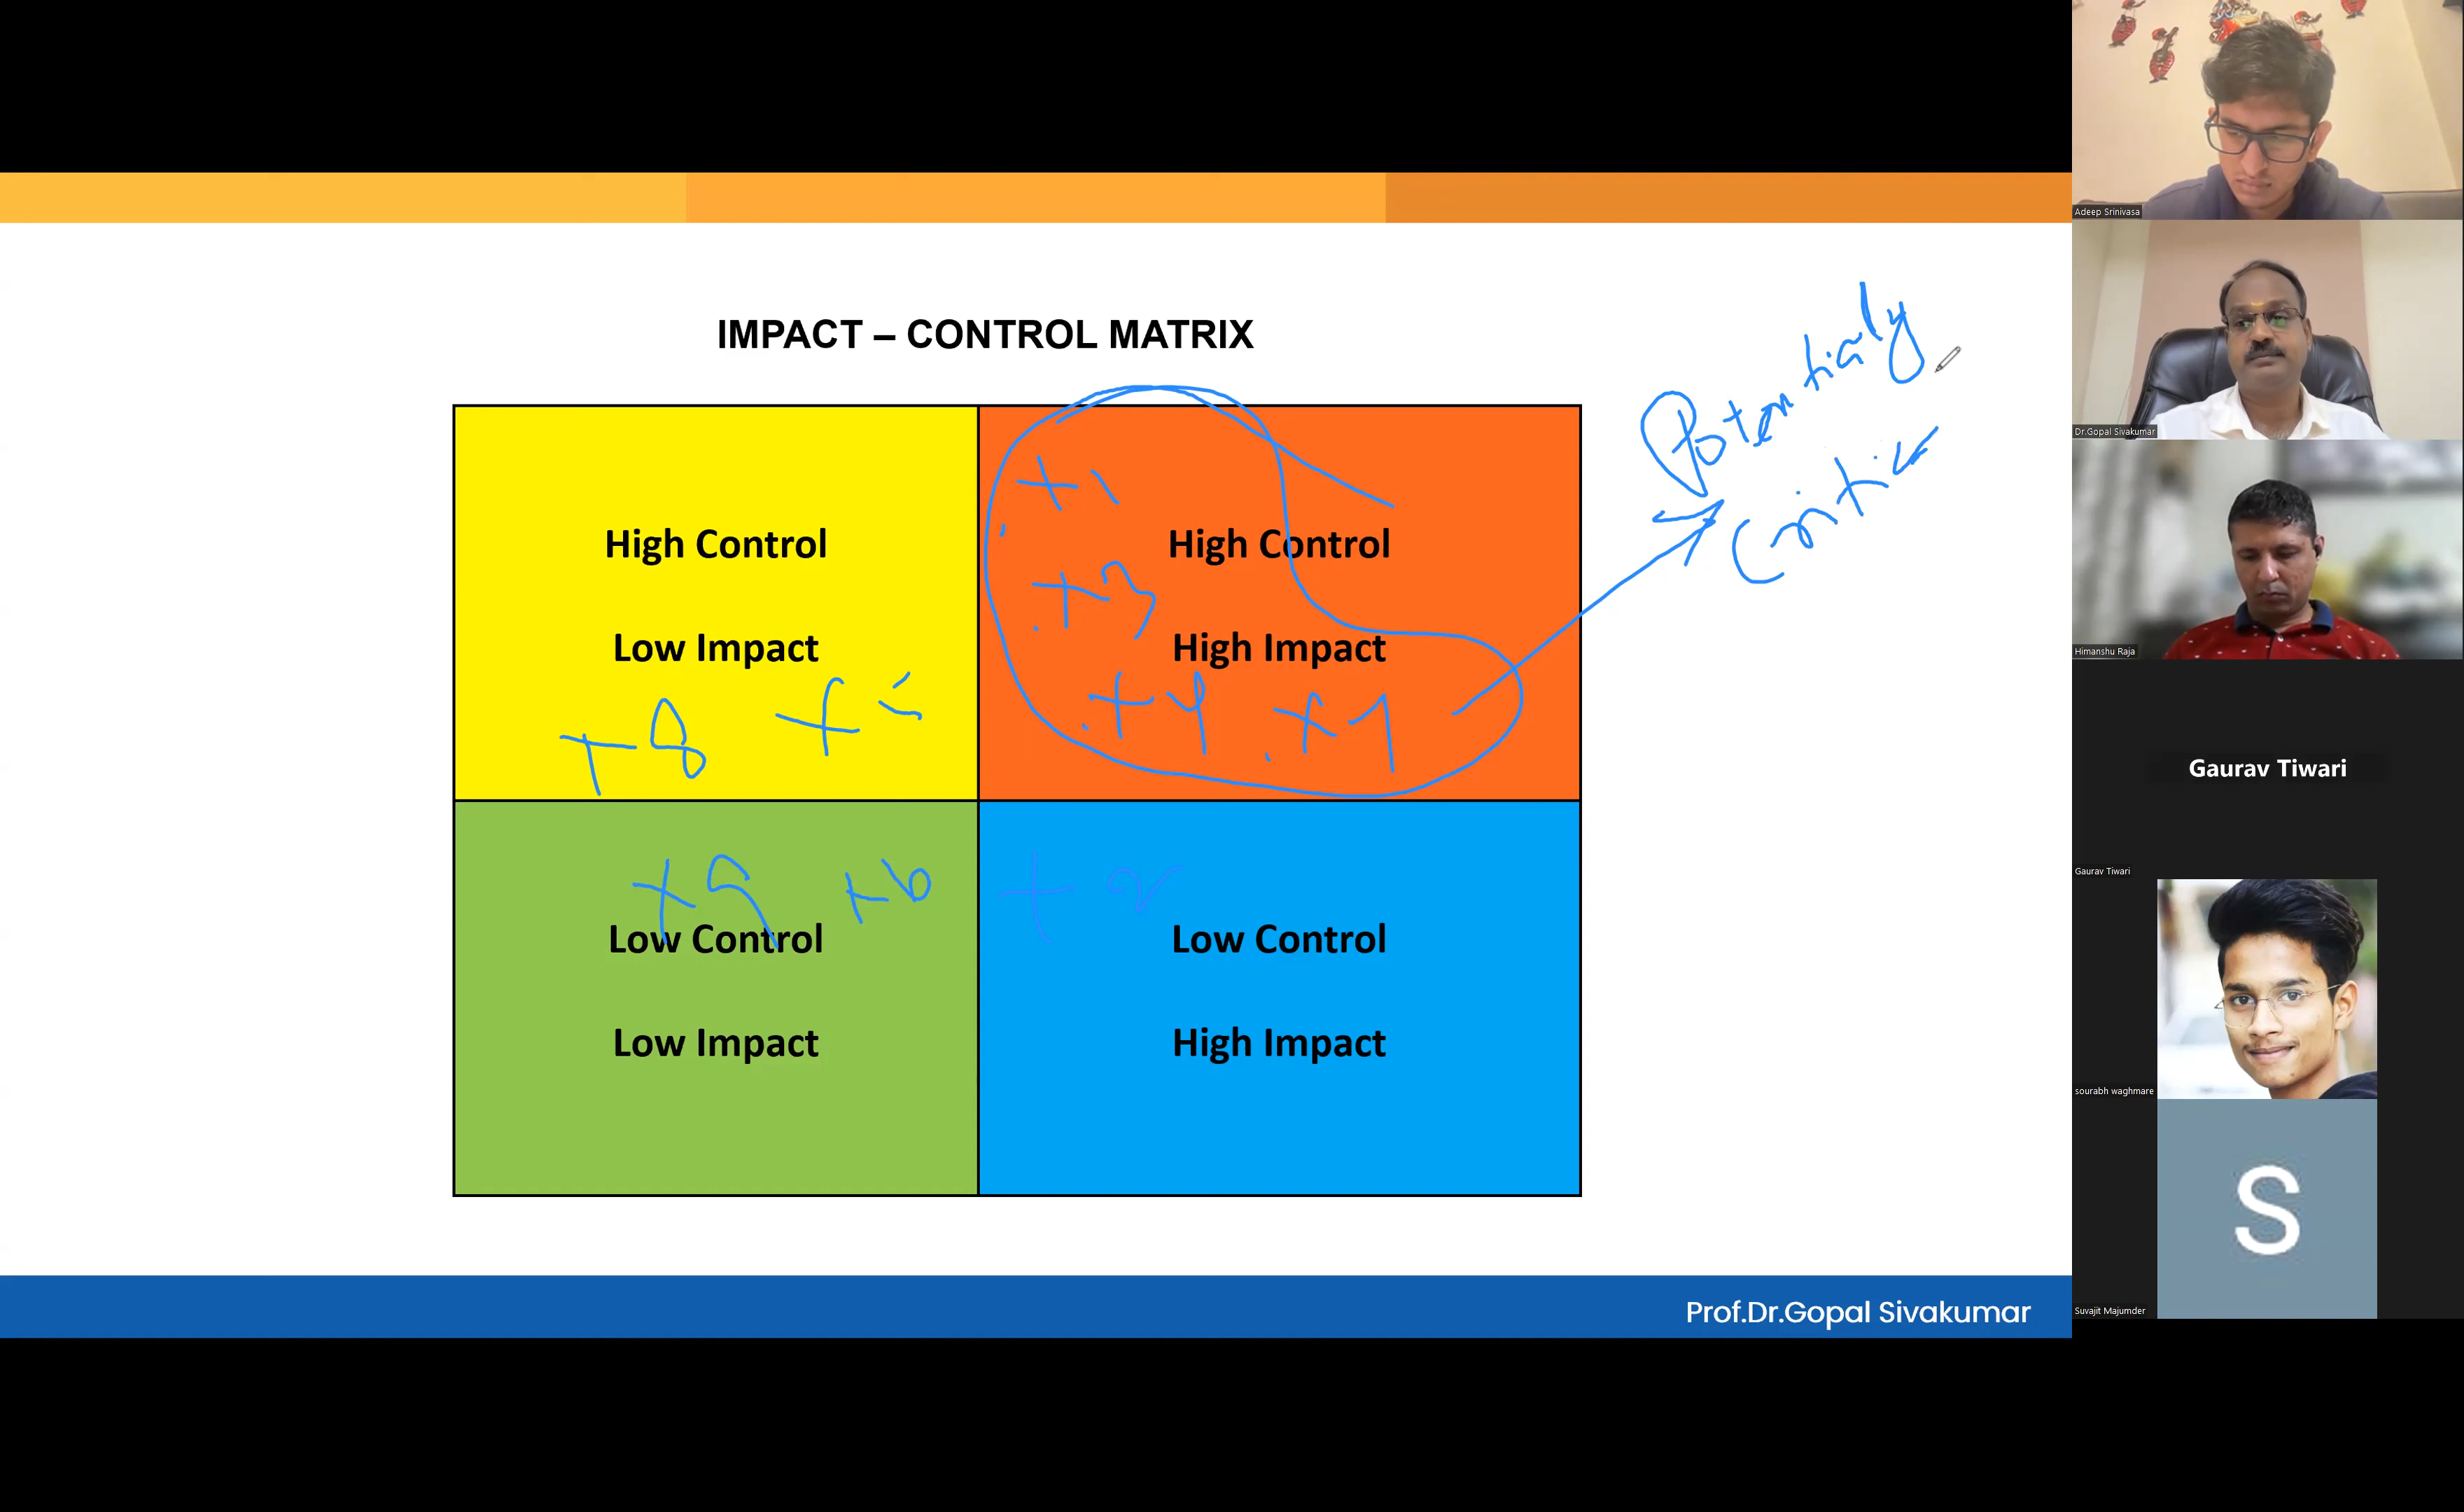 IMPACT – CONTROL MATRIX
Potentialy
Critic
High Control
Low Impact
x8 x5
High Control
High Impact
x1
x3
x4 x7
x9 x6
Low Control
Low Impact
x2
Low Control
High Impact
Prof.Dr.Gopal Sivakumar
Adeep Srinivasa
Dr.Gopal Sivakumar
Himanshu Raja
Gaurav Tiwari
Gaurav Tiwari
sourabh waghmare
S
Suvajit Majumder